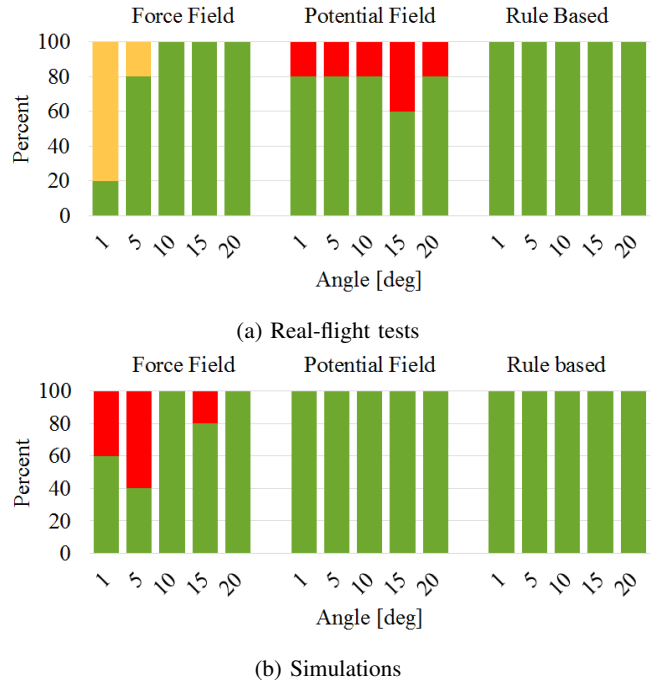 Force Field Potential Field Rule Based
100
80
60
40
20
0
Percent
1 5 10 15 20 1 5 10 15 20 1 5 10 15 20
Angle [deg]
(a) Real-flight tests
Force Field Potential Field Rule based
100
80
60
40
20
0
Percent
1 5 10 15 20 1 5 10 15 20 1 5 10 15 20
Angle [deg]
(b) Simulations